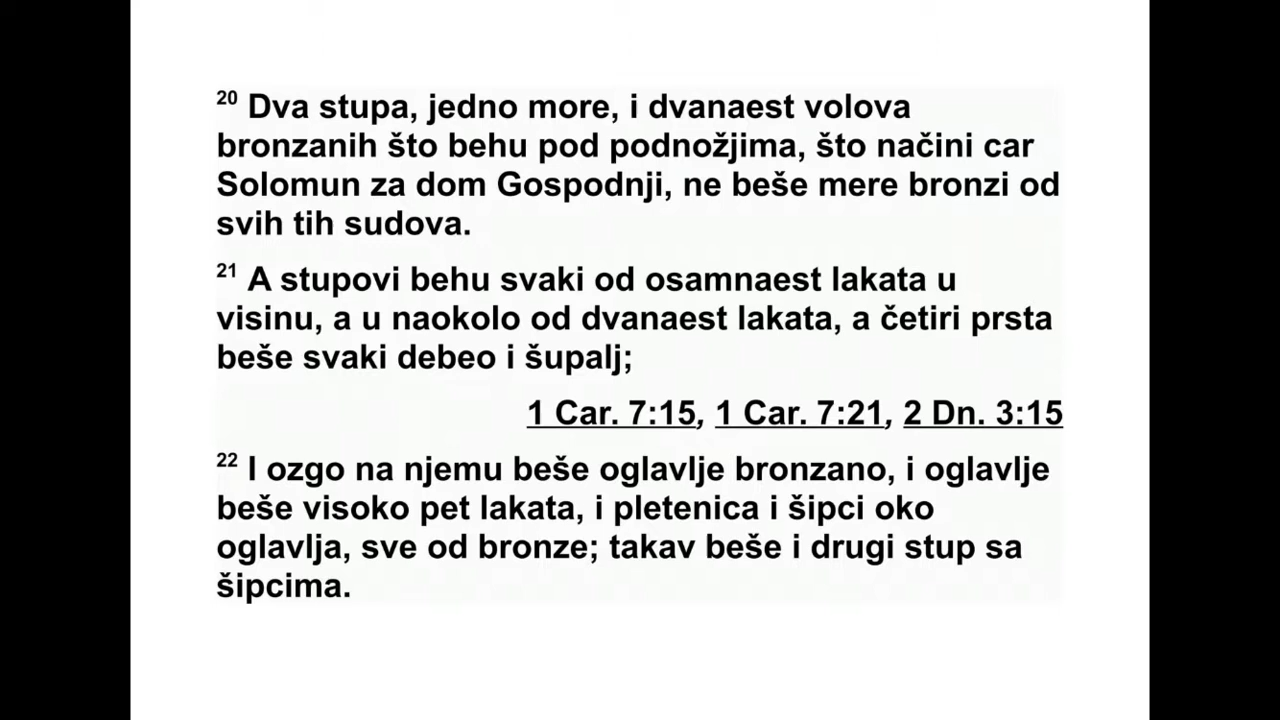 20 Dva stupa, jedno more, i dvanaest volova
bronzanih što behu pod podnožjima, što načini car
Solomun za dom Gospodnji, ne beše mere bronzi od
svih tih sudova.
21 A stupovi behu svaki od osamnaest lakata u
visinu, a u naokolo od dvanaest lakata, a četiri prsta
beše svaki debeo i šupalj;
1 Car. 7:15, 1 Car. 7:21, 2 Dn. 3:15
22 I ozgo na njemu beše oglavlje bronzano, i oglavlje
beše visoko pet lakata, i pletenica i šipci oko
oglavlja, sve od bronze; takav beše i drugi stup sa
šipcima.